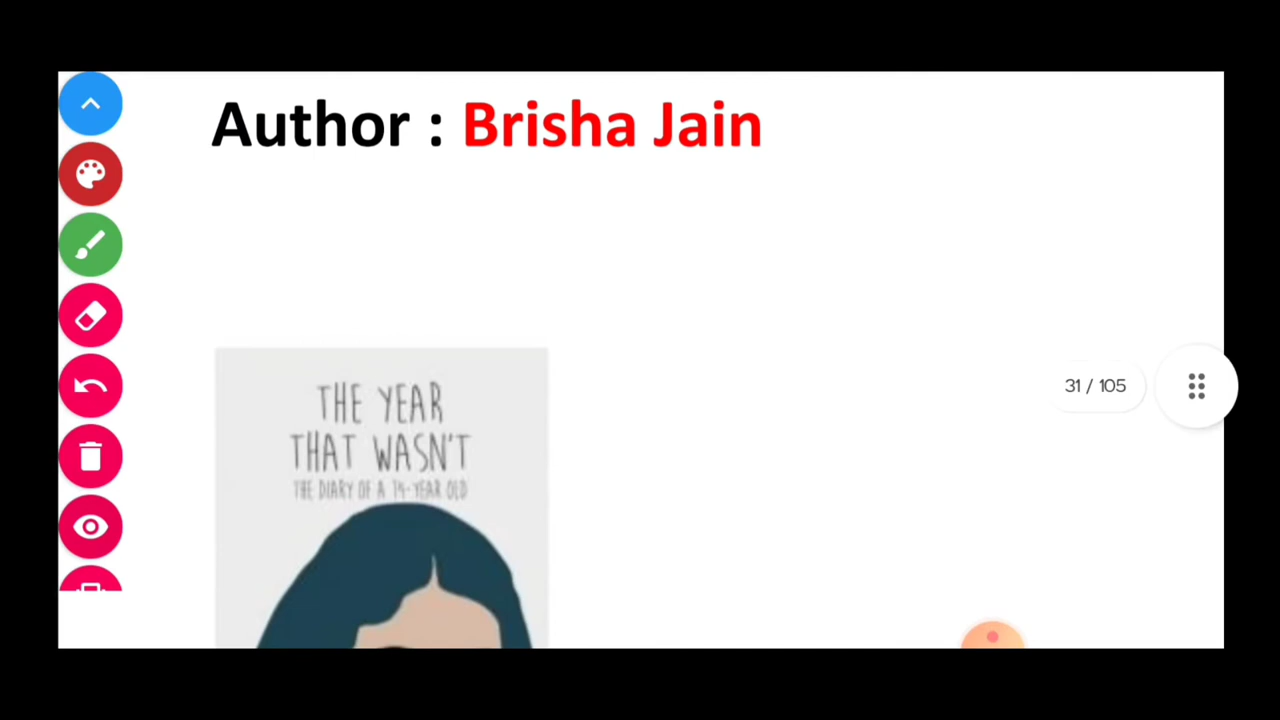 Author : Brisha Jain
THE YEAR
THAT WASN'T
THE DIARY OF A 14-YEAR OLD
31 / 105